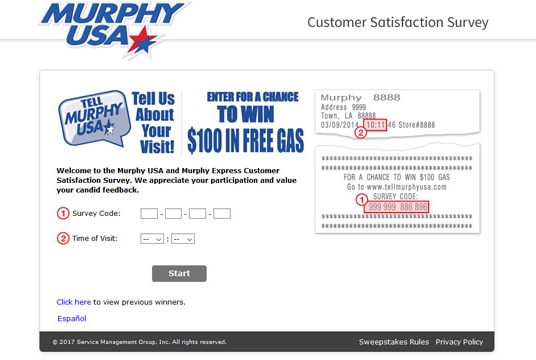 MURPHY
USA
Customer Satisfaction Survey
TELL
MURPHY
USA
Tell Us
About
Your
Visit!
ENTER FOR A CHANCE
TO WIN
$100 IN FREE GAS
Murphy 8888
Address 9999
Town, LA 88888
03/09/2014 10:11:46 Store#8888
2
FOR A CHANCE TO WIN $100 GAS
Go to www.tellmurphyusa.com
SURVEY CODE:
1
999 999 886 896
Welcome to the Murphy USA and Murphy Express Customer
Satisfaction Survey. We appreciate your participation and value
your candid feedback.
1 Survey Code: - - -
2 Time of Visit: -- : --
Start
Click here to view previous winners.
Español
© 2017 Service Management Group, Inc. All rights reserved.
Sweepstakes Rules Privacy Policy